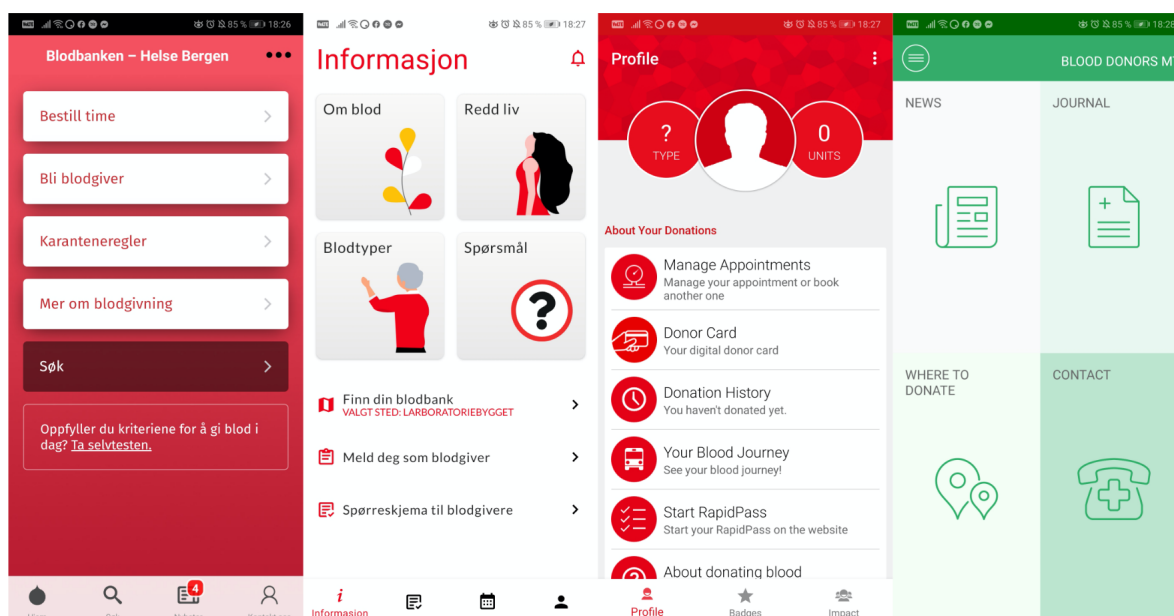 85 % 18:26
Blodbanken – Helse Bergen
Bestill time
Bli blodgiver
Karanteneregler
Mer om blodgivning
Søk
Oppfyller du kriteriene for å gi blod i
dag? Ta selvtesten.
4
85 % 18:27
Informasjon
Om blod
Redd liv
Blodtyper
Spørsmål
?
Finn din blodbank
VALGT STED: LARBORATORIEBYGGET
Meld deg som blodgiver
Spørreskjema til blodgivere
Informasjon
85 % 18:27
Profile
?
TYPE
0
UNITS
About Your Donations
Manage Appointments
Manage your appointment or book
another one
Donor Card
Your digital donor card
Donation History
You haven't donated yet.
Your Blood Journey
See your blood journey!
Start RapidPass
Start your RapidPass on the website
About donating blood
Profile
Badges
Impact
85 % 18:28
BLOOD DONORS M
NEWS
JOURNAL
WHERE TO
DONATE
CONTACT